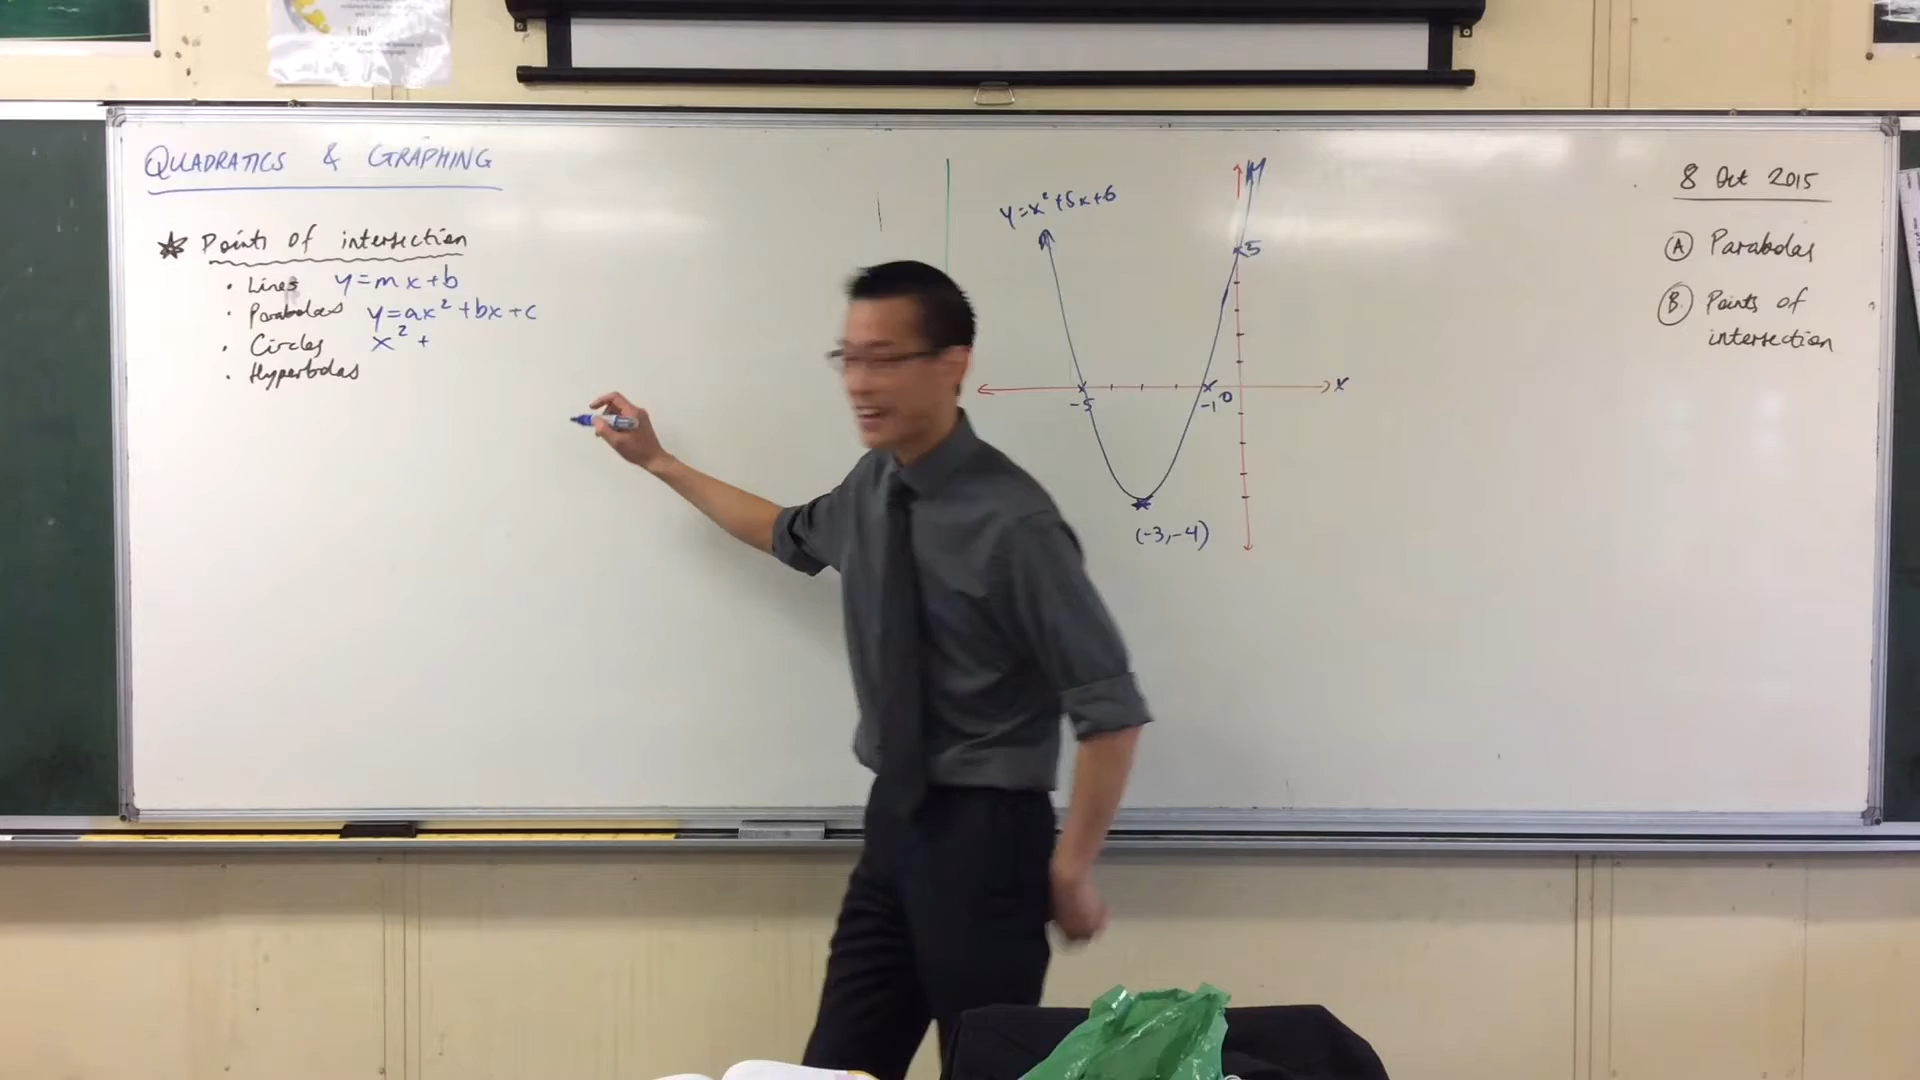 QUADRATICS & GRAPHING
Points of intersection
• Lines y=mx+b
• Parabolas y=ax²+bx+c
• Circles x²+
• Hyperbolas
y=x²+5x+6
5
x
-5
-1
0
(-3,-4)
8 Oct 2015
Ⓐ Parabolas
Ⓑ Points of
intersection